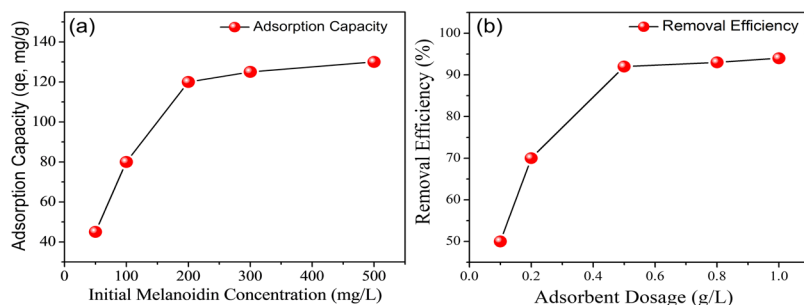 (a)
Adsorption Capacity
Adsorption Capacity (qe, mg/g)
140
120
100
80
60
40
0 100 200 300 400 500
Initial Melanoidin Concentration (mg/L)
(b)
Removal Efficiency
Removal Efficiency (%)
100
90
80
70
60
50
0.0 0.2 0.4 0.6 0.8 1.0
Adsorbent Dosage (g/L)